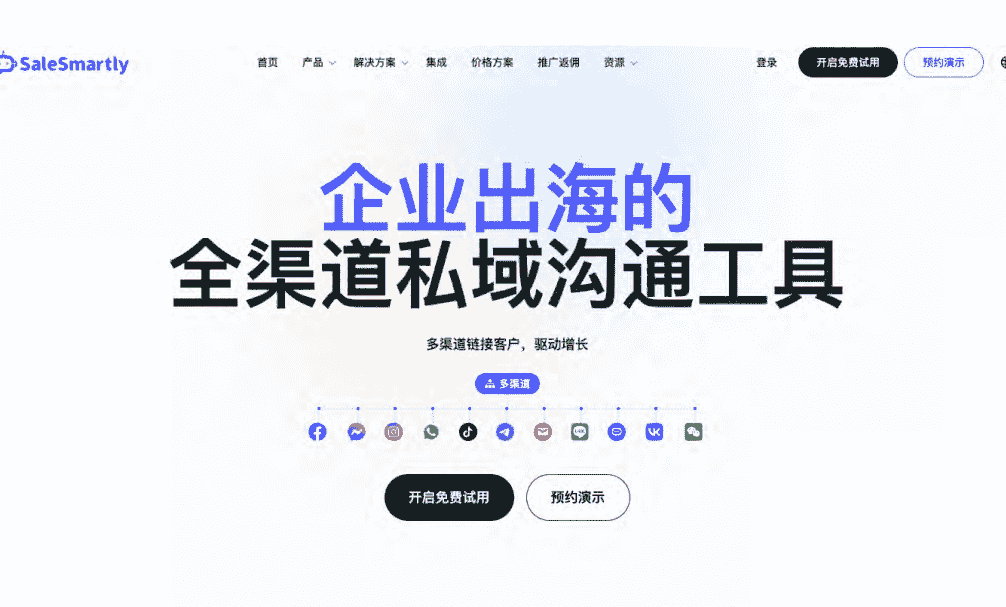 SaleSmartly
首页 产品 解决方案 集成 价格方案 推广返佣 资源 登录 开启免费试用 预约演示
企业出海的
全渠道私域沟通工具
多渠道链接客户，驱动增长
多渠道
LINE
VK
开启免费试用 预约演示